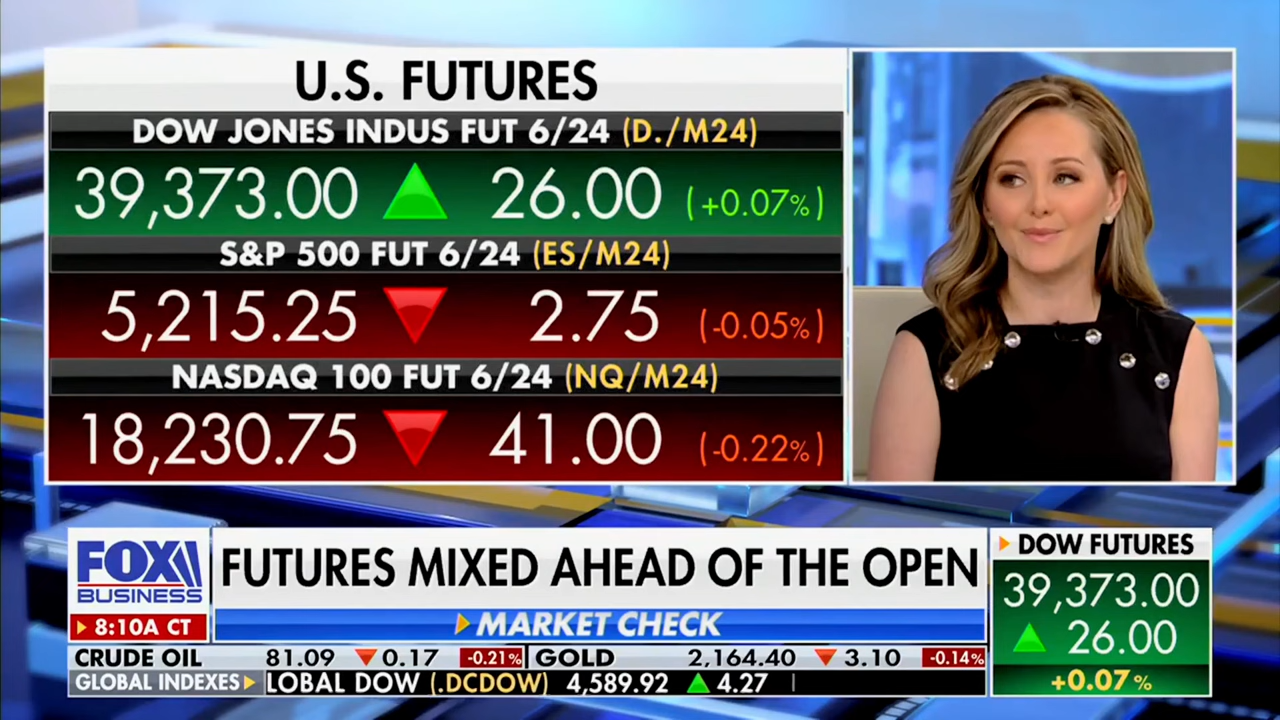 U.S. FUTURES
DOW JONES INDUS FUT 6/24 (D./M24)
39,373.00 ▲ 26.00 (+0.07%)
S&P 500 FUT 6/24 (ES/M24)
5,215.25 ▼ 2.75 (-0.05%)
NASDAQ 100 FUT 6/24 (NQ/M24)
18,230.75 ▼ 41.00 (-0.22%)
FOX BUSINESS
8:10A CT
FUTURES MIXED AHEAD OF THE OPEN
MARKET CHECK
DOW FUTURES
39,373.00
▲ 26.00
+0.07%
CRUDE OIL 81.09 ▼ 0.17 -0.21% GOLD 2,164.40 ▼ 3.10 -0.14%
GLOBAL INDEXES LOBAL DOW (.DCDOW) 4,589.92 ▲ 4.27